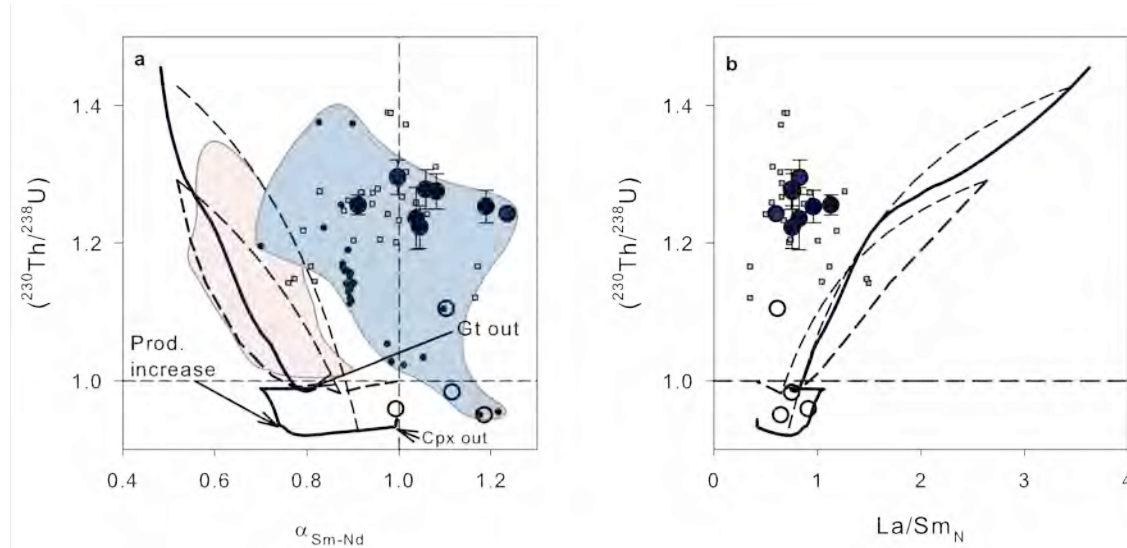 a
(²³⁰Th/²³⁸U)
1.4
1.2
1.0
Prod.
increase
Gt out
Cpx out
0.4 0.6 0.8 1.0 1.2
α Sm-Nd
b
(²³⁰Th/²³⁸U)
1.4
1.2
1.0
0 1 2 3 4
La/Sm N